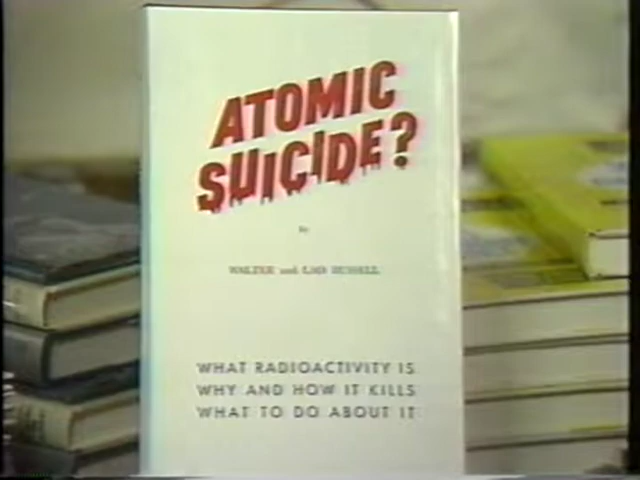 ATOMIC
SUICIDE?
by
WALTER and LAO RUSSELL
WHAT RADIOACTIVITY IS
WHY AND HOW IT KILLS
WHAT TO DO ABOUT IT